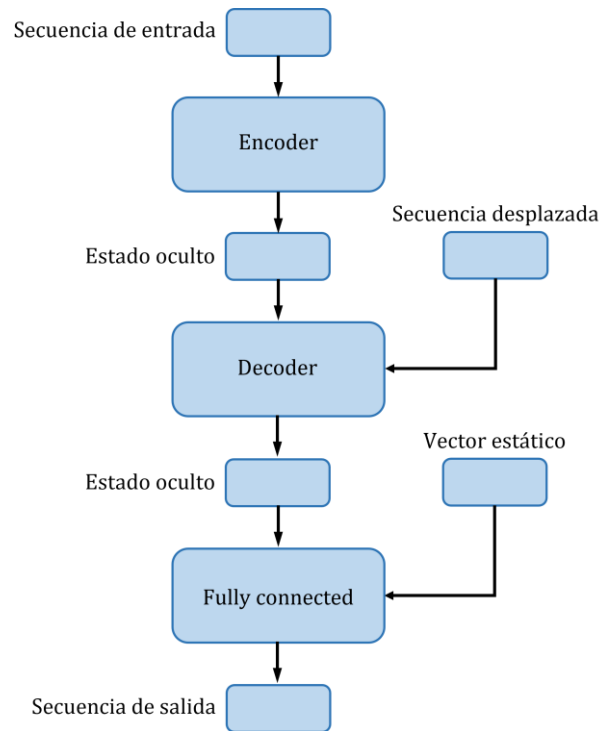 Secuencia de entrada
Encoder
Secuencia desplazada
Estado oculto
Decoder
Vector estático
Estado oculto
Fully connected
Secuencia de salida